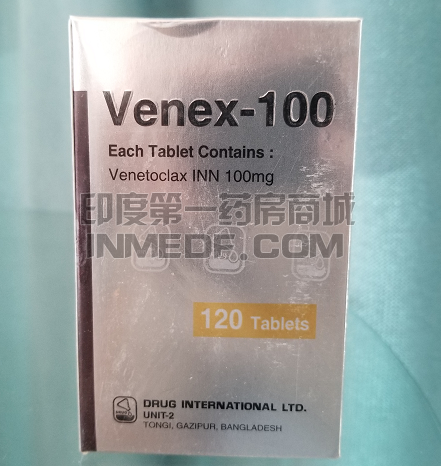 Venex-100
Each Tablet Contains :
Venetoclax INN 100mg
印度第一药房商城
INMEDF.COM
120 Tablets
DRUG INTERNATIONAL LTD.
UNIT-2
TONGI, GAZIPUR, BANGLADESH